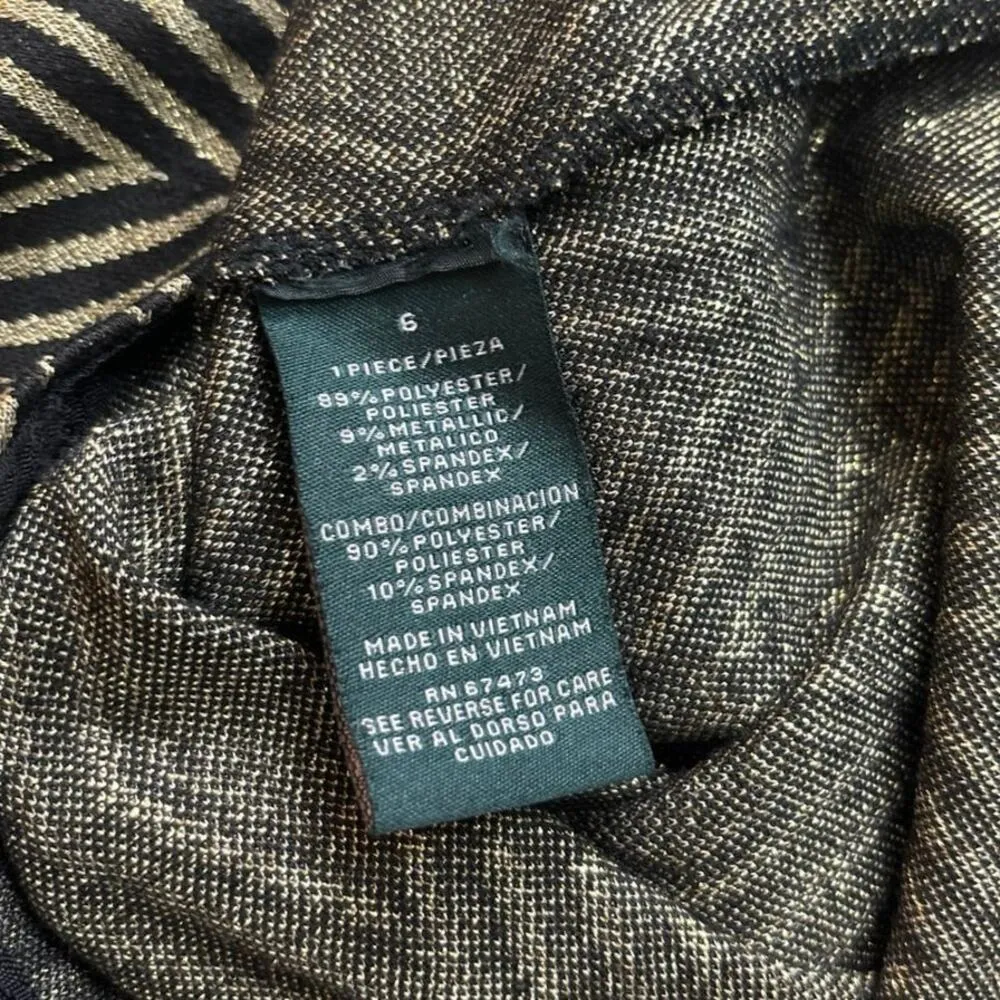 6
1 PIECE/PIEZA
89% POLYESTER/
POLIESTER
9% METALLIC/
METALICO
2% SPANDEX/
SPANDEX
COMBO/COMBINACION
90% POLYESTER/
POLIESTER
10% SPANDEX/
SPANDEX
MADE IN VIETNAM
HECHO EN VIETNAM
RN 67473
SEE REVERSE FOR CARE
VER AL DORSO PARA
CUIDADO